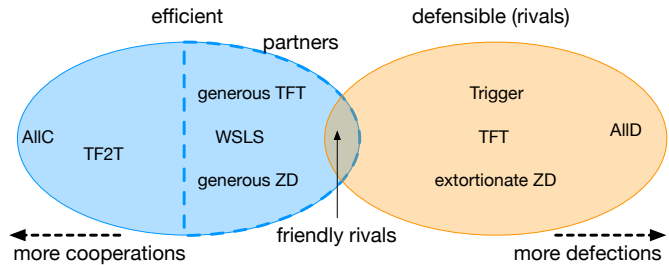 efficient
defensible (rivals)
partners
generous TFT
Trigger
AllC
TF2T
WSLS
TFT
AllD
generous ZD
extortionate ZD
friendly rivals
more cooperations
more defections